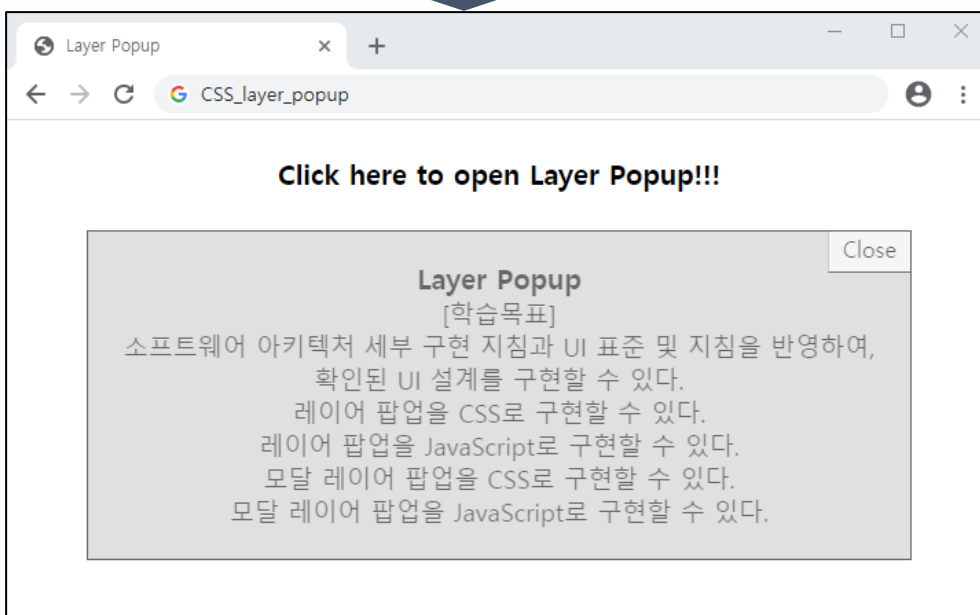 Layer Popup
CSS_layer_popup
Click here to open Layer Popup!!!
Close
Layer Popup
[학습목표]
소프트웨어 아키텍처 세부 구현 지침과 UI 표준 및 지침을 반영하여,
확인된 UI 설계를 구현할 수 있다.
레이어 팝업을 CSS로 구현할 수 있다.
레이어 팝업을 JavaScript로 구현할 수 있다.
모달 레이어 팝업을 CSS로 구현할 수 있다.
모달 레이어 팝업을 JavaScript로 구현할 수 있다.